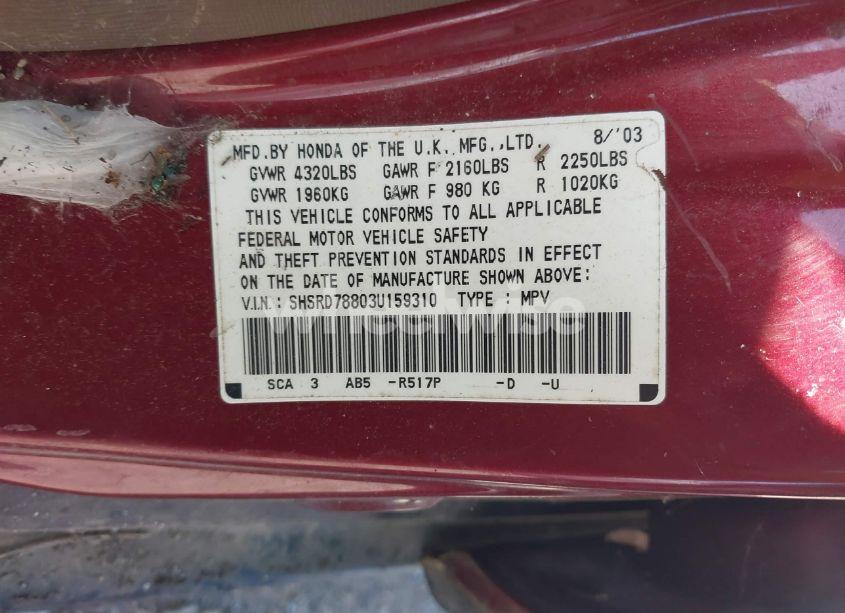 MFD.BY HONDA OF THE U.K.MFG.,LTD. 8/'03
GVWR 4320LBS GAWR F 2160LBS R 2250LBS
GVWR 1960KG GAWR F 980 KG R 1020KG
THIS VEHICLE CONFORMS TO ALL APPLICABLE
FEDERAL MOTOR VEHICLE SAFETY
AND THEFT PREVENTION STANDARDS IN EFFECT
ON THE DATE OF MANUFACTURE SHOWN ABOVE:
V.I.N.: SHSRD78803U159310 TYPE : MPV
wheelwise
SCA 3 AB5 -R517P -D -U